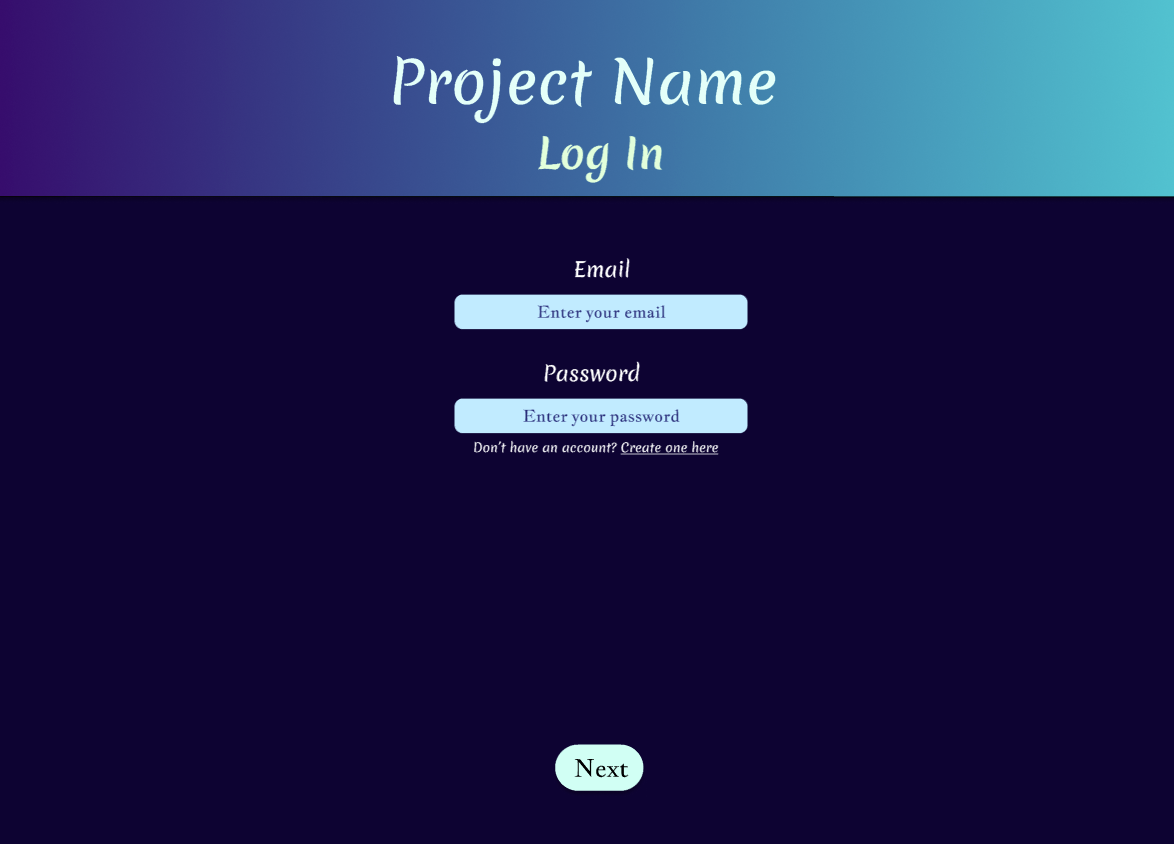 Project Name
Log In
Email
Enter your email
Password
Enter your password
Don't have an account? Create one here
Next